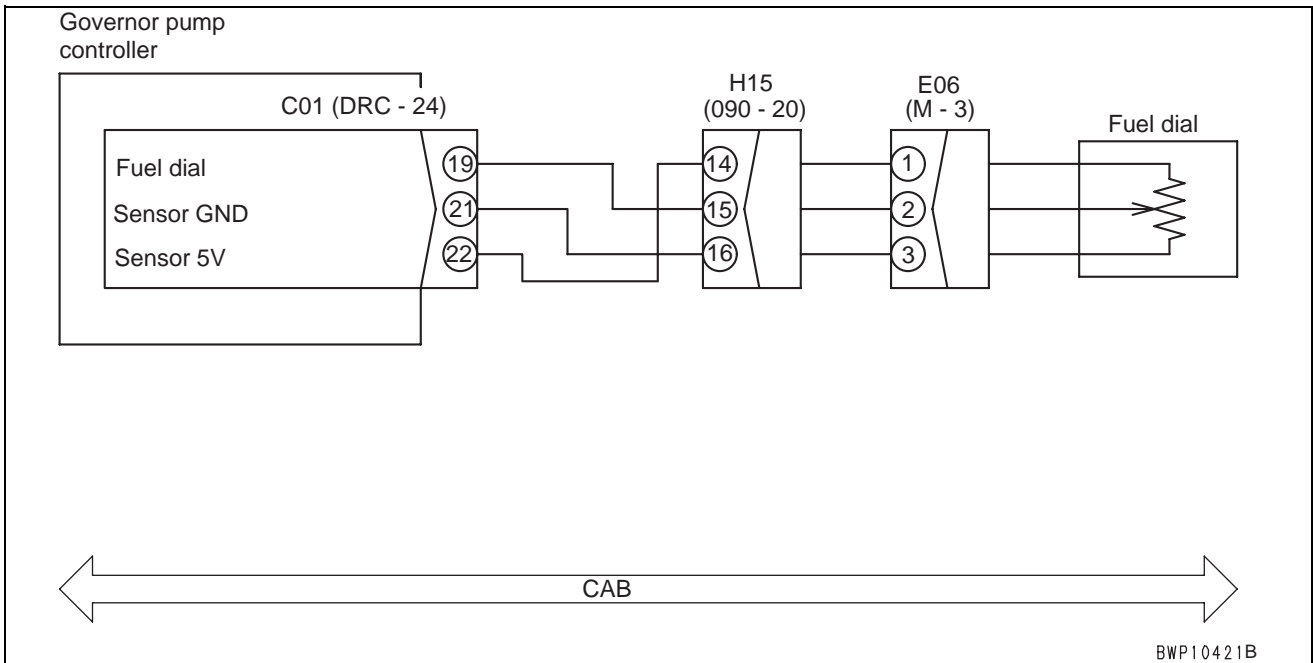 Governor pump
controller
C01 (DRC - 24)
H15
(090 - 20)
E06
(M - 3)
Fuel dial
Fuel dial
19
14
1
Sensor GND
21
15
2
Sensor 5V
22
16
3
CAB
BWP10421B